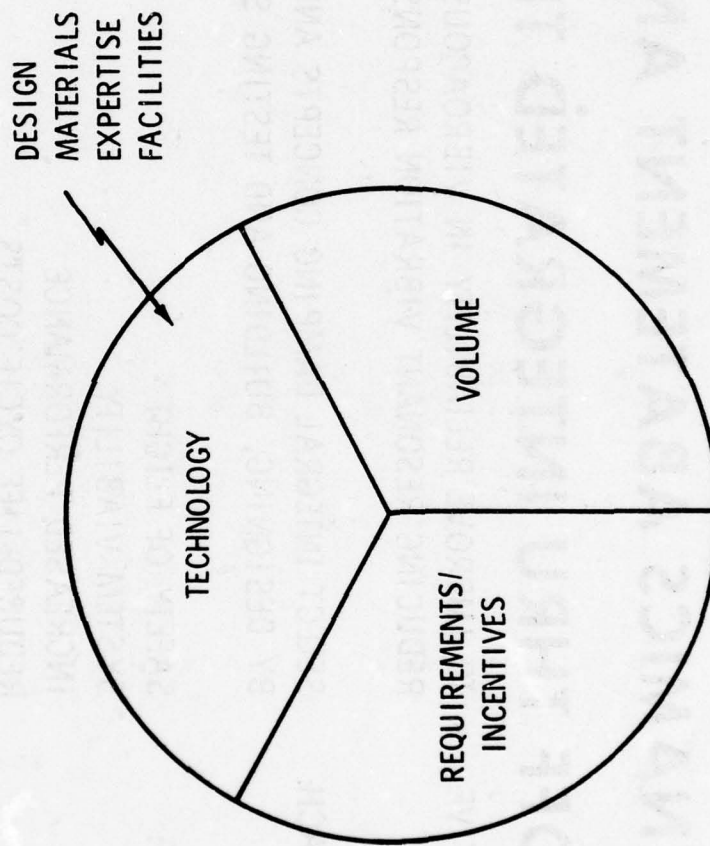 DESIGN
MATERIALS
EXPERTISE
FACILITIES
TECHNOLOGY
REQUIREMENTS/
INCENTIVES
VOLUME